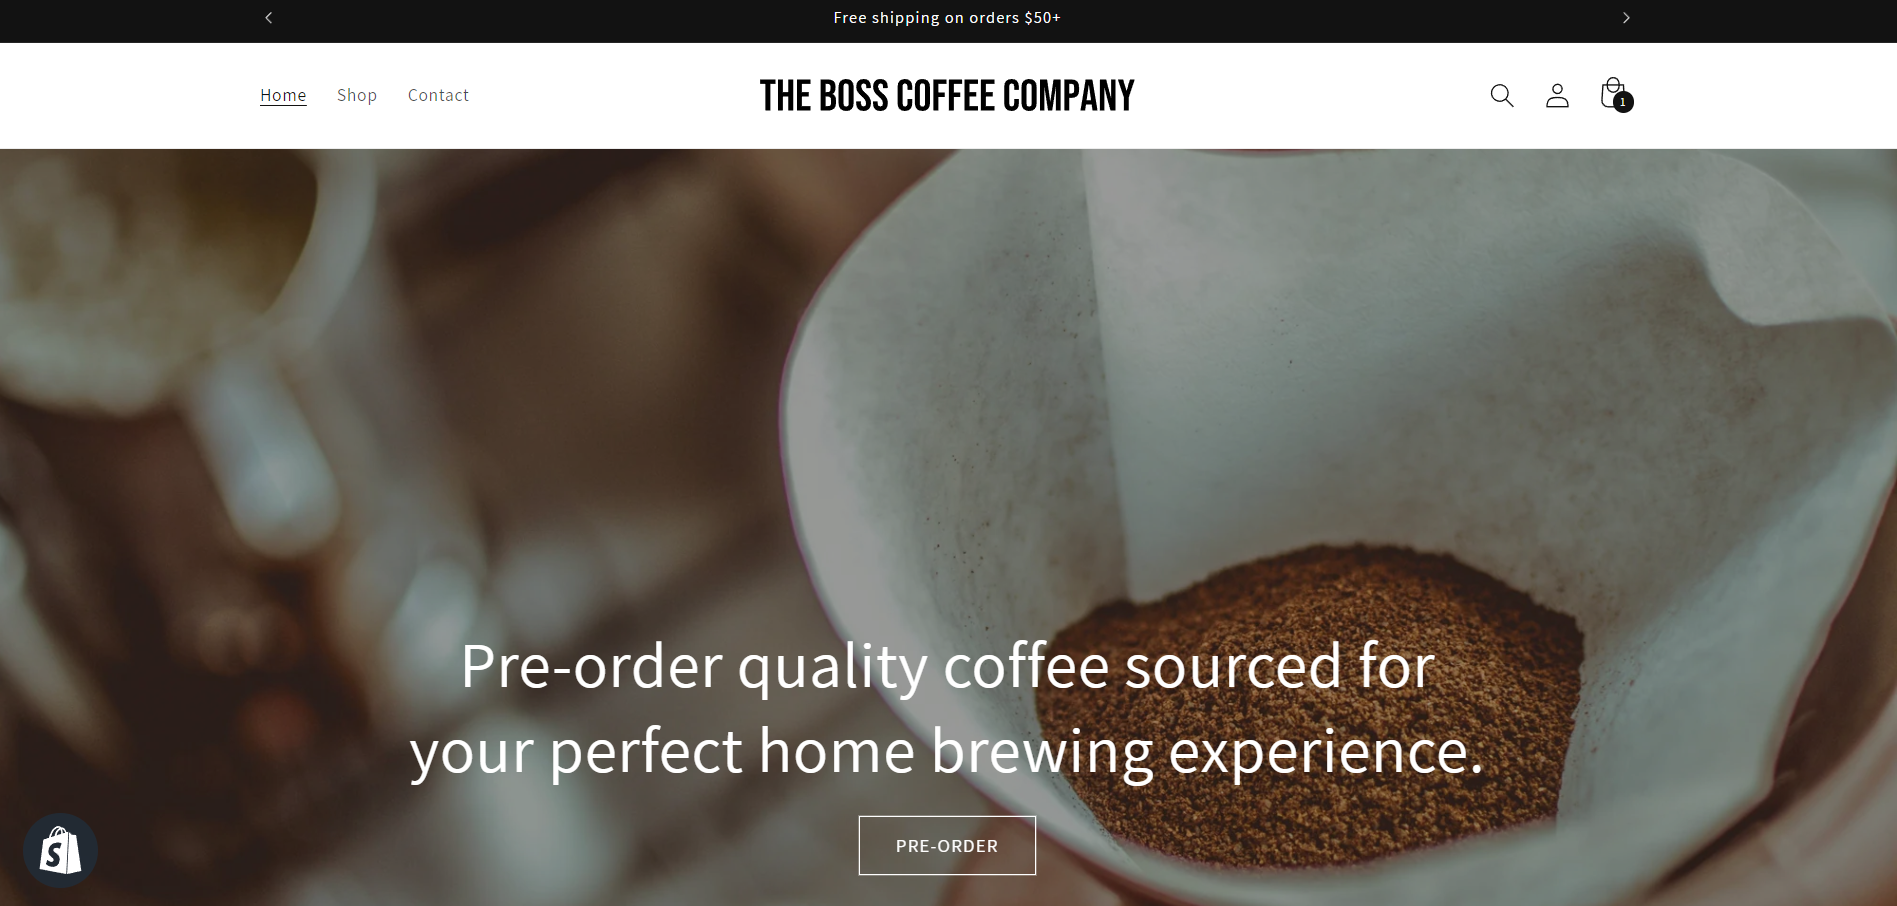 Free shipping on orders $50+
Home Shop Contact
THE BOSS COFFEE COMPANY
1
Pre-order quality coffee sourced for
your perfect home brewing experience.
PRE-ORDER
S